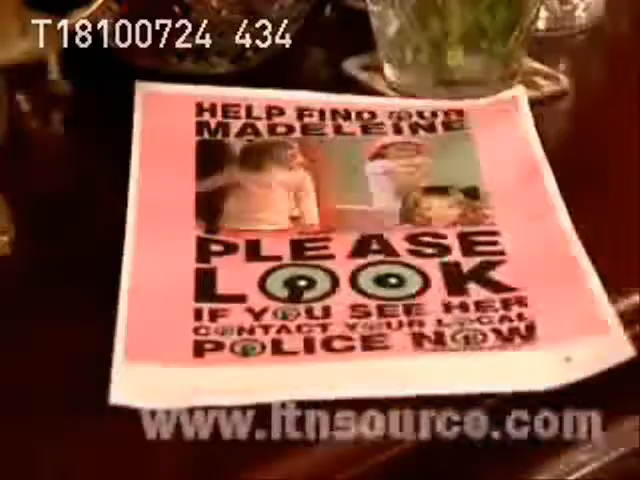 T18100724 434
HELP FIND OUR
MADELEINE
PLEASE
LOOK
IF YOU SEE HER
CONTACT YOUR LOCAL
POLICE NOW
www.itnsource.com